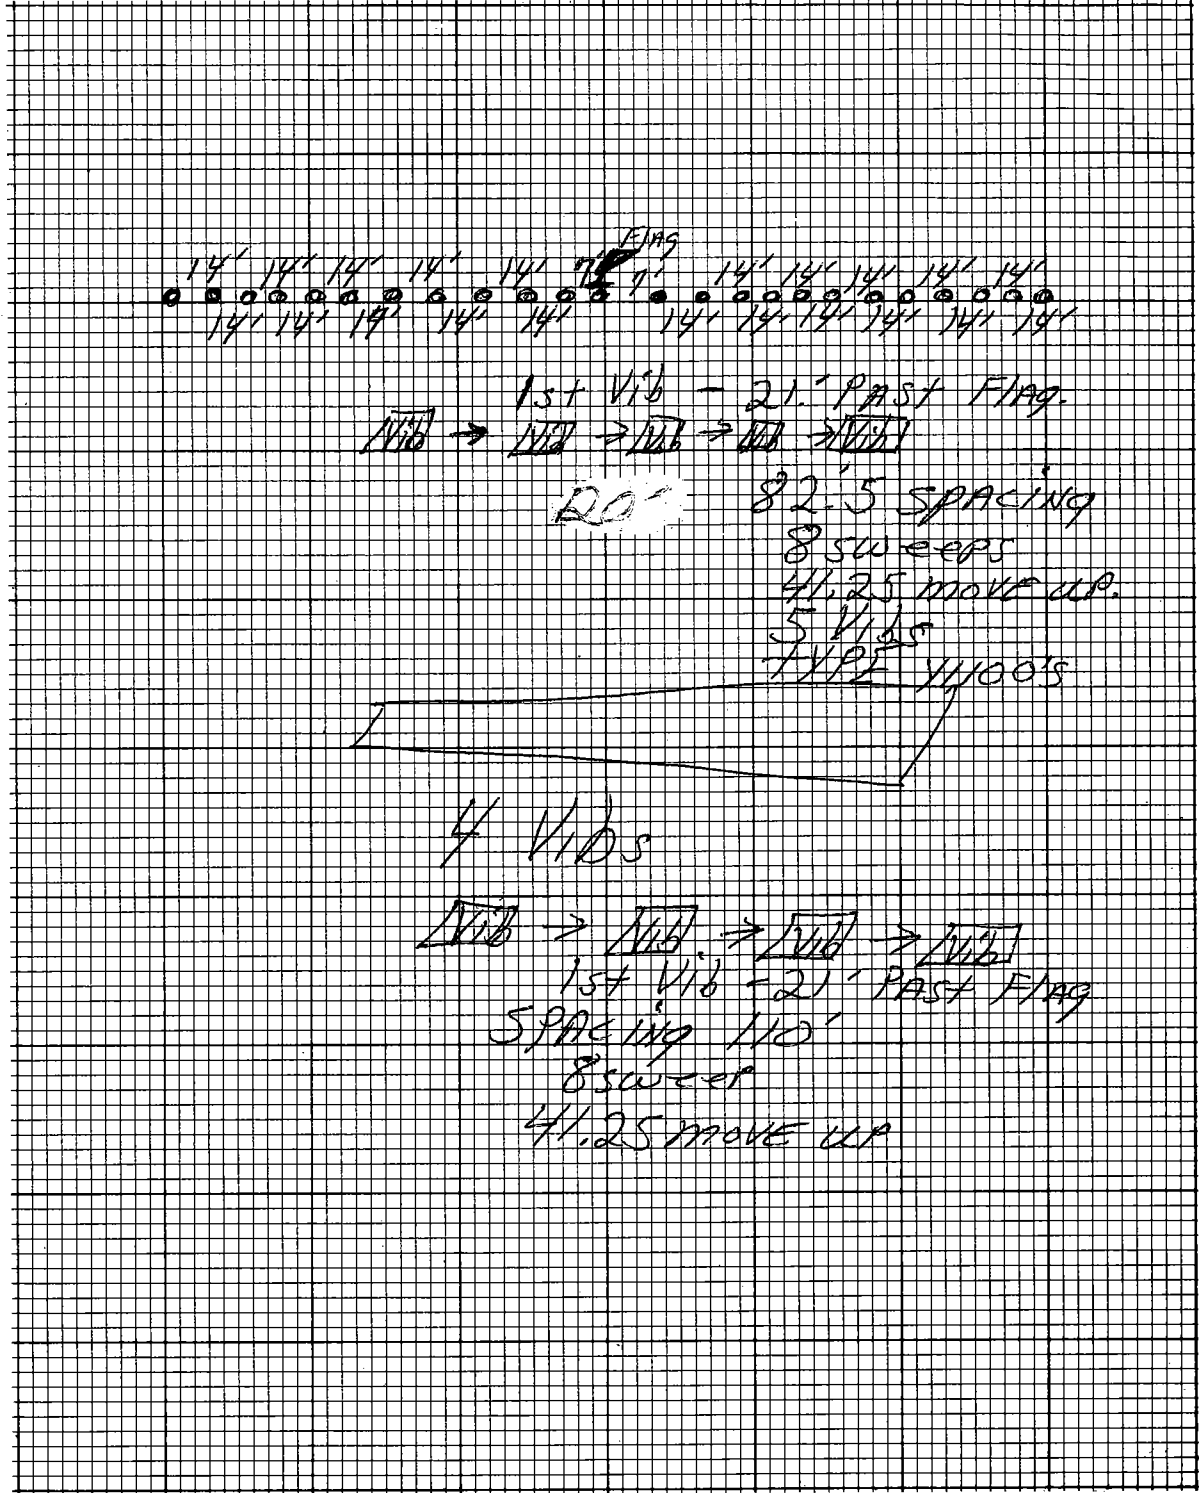 Flag
14' 14' 14' 14' 14' 7' 7' 14' 14' 14' 14' 14'
14' 14' 14' 14' 14' 14' 14' 14' 14' 14' 14'
1st Vib - 21' PAST FlAg.
Vib → Vib → Vib → Vib → Vib
20'
82.5 SPACiNg
8 sweeps
41.25 move up.
5 Vibs
TYPE Y1100's
4 Vibs
Vib → Vib → Vib → Vib
1st Vib - 21' PAST FlAg
SPACiNg 110'
8 sweep
41.25 move up